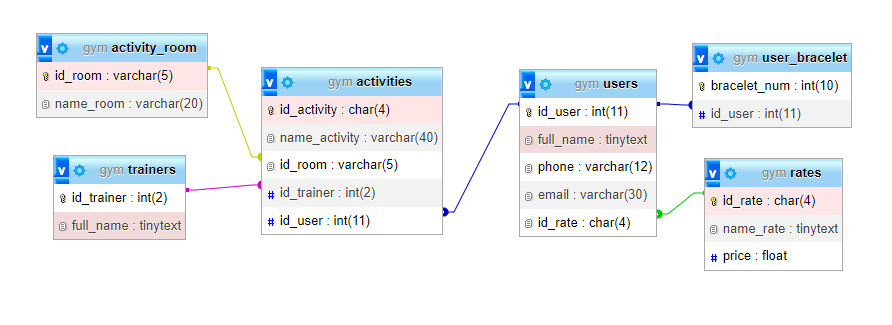 gym activity_room
id_room : varchar(5)
name_room : varchar(20)
gym trainers
id_trainer : int(2)
full_name : tinytext
gym activities
id_activity : char(4)
name_activity : varchar(40)
id_room : varchar(5)
id_trainer : int(2)
id_user : int(11)
gym users
id_user : int(11)
full_name : tinytext
phone : varchar(12)
email : varchar(30)
id_rate : char(4)
gym user_bracelet
bracelet_num : int(10)
id_user : int(11)
gym rates
id_rate : char(4)
name_rate : tinytext
price : float